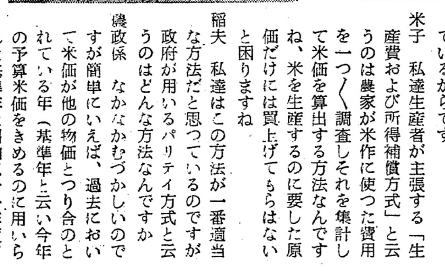 ているからです
米子　私達生産者が主張する「生
産費および所得補償方式」と云
うのは農家が米作に使つた費用
を一つ〳〵調査しそれを集計し
て米価を算出する方法なんです
ね、米を生産するのに要した原
価だけには買上げてもらはない
と困りますね
稲夫　私達はこの方法が一番適当
な方法だと思つているのですが
政府が用いるパリテイ方式と云
うのはどんな方法なんですか
農政係　なかなかむづかしいので
すが簡単にいえば、過去におい
て米価が他の物価とつり合のと
れている年（基準年と云い今年
の予算米価をきめるのに用いら